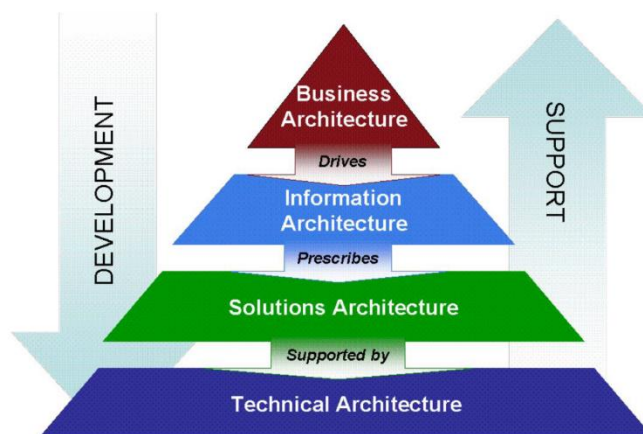 Business
Architecture
Drives
Information
Architecture
Prescribes
Solutions Architecture
Supported by
Technical Architecture
DEVELOPMENT
SUPPORT